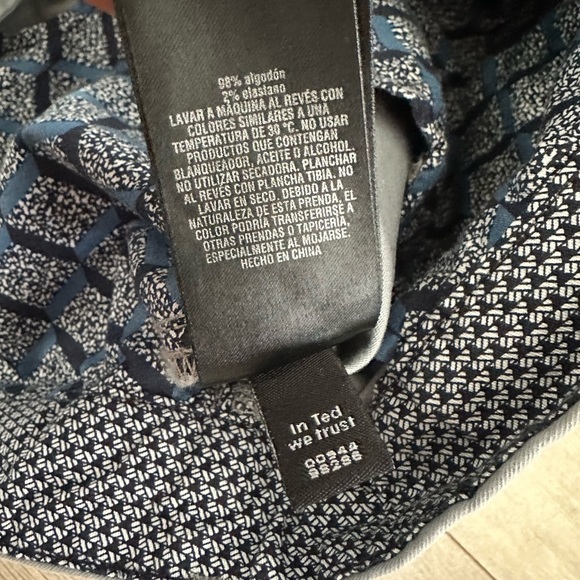 98% algodón
2% elastano
LAVAR A MÁQUINA AL REVÉS CON
COLORES SIMILARES A UNA
TEMPERATURA DE 30 °C. NO USAR
PRODUCTOS QUE CONTENGAN
BLANQUEADOR, ACEITE O ALCOHOL.
NO UTILIZAR SECADORA, PLANCHAR
AL REVÉS CON PLANCHA TIBIA. NO
LAVAR EN SECO. DEBIDO A LA
NATURALEZA DE ESTA PRENDA, EL
COLOR PODRÍA TRANSFERIRSE A
OTRAS PRENDAS O TAPICERÍA,
ESPECIALMENTE AL MOJARSE.
HECHO EN CHINA
In Ted
we trust